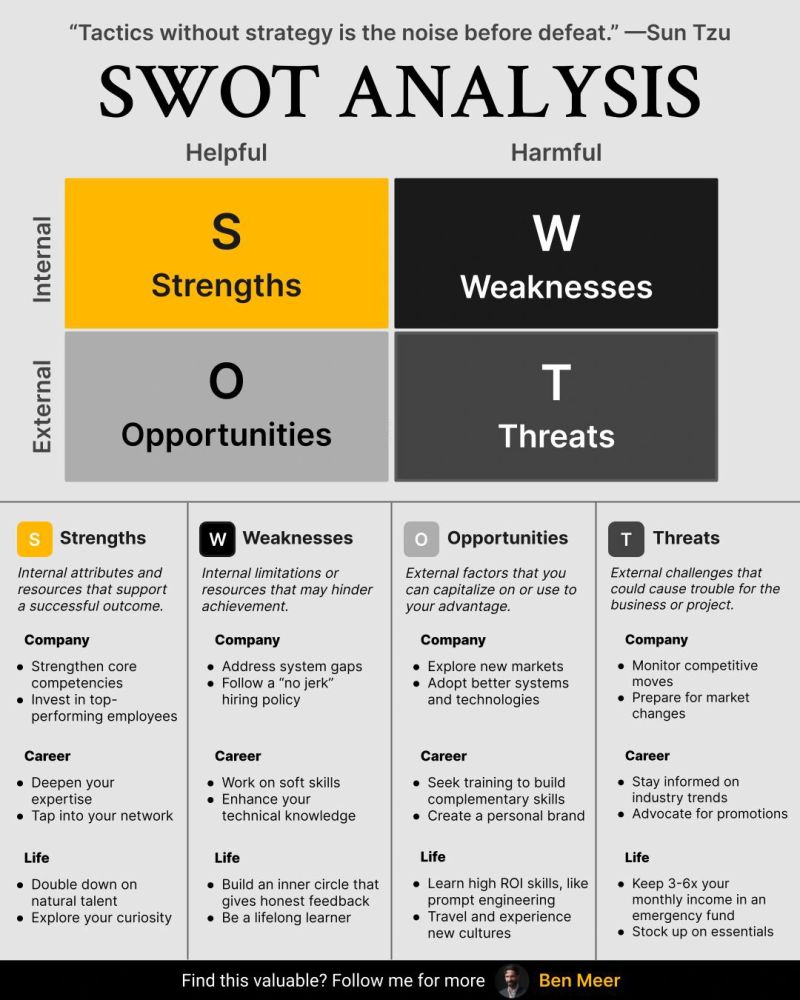 “Tactics without strategy is the noise before defeat.” —Sun Tzu
SWOT ANALYSIS
Helpful
Harmful
Internal
S
Strengths
W
Weaknesses
External
O
Opportunities
T
Threats
S Strengths
Internal attributes and
resources that support
a successful outcome.
Company
• Strengthen core
competencies
• Invest in top-
performing employees
Career
• Deepen your
expertise
• Tap into your network
Life
• Double down on
natural talent
• Explore your curiosity
W Weaknesses
Internal limitations or
resources that may hinder
achievement.
Company
• Address system gaps
• Follow a “no jerk”
hiring policy
Career
• Work on soft skills
• Enhance your
technical knowledge
Life
• Build an inner circle that
gives honest feedback
• Be a lifelong learner
O Opportunities
External factors that you
can capitalize on or use to
your advantage.
Company
• Explore new markets
• Adopt better systems
and technologies
Career
• Seek training to build
complementary skills
• Create a personal brand
Life
• Learn high ROI skills, like
prompt engineering
• Travel and experience
new cultures
T Threats
External challenges that
could cause trouble for the
business or project.
Company
• Monitor competitive
moves
• Prepare for market
changes
Career
• Stay informed on
industry trends
• Advocate for promotions
Life
• Keep 3-6x your
monthly income in an
emergency fund
• Stock up on essentials
Find this valuable? Follow me for more Ben Meer